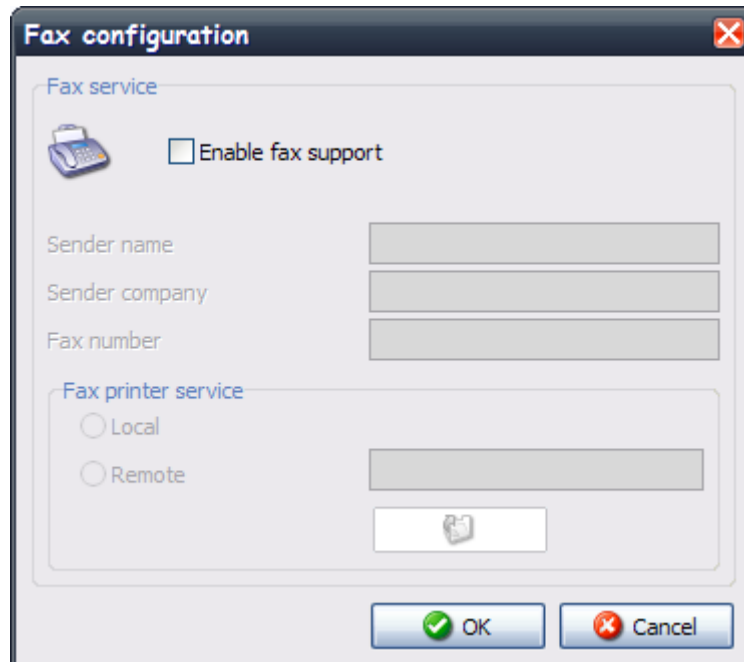 Fax configuration
Fax service
Enable fax support
Sender name
Sender company
Fax number
Fax printer service
Local
Remote
OK
Cancel